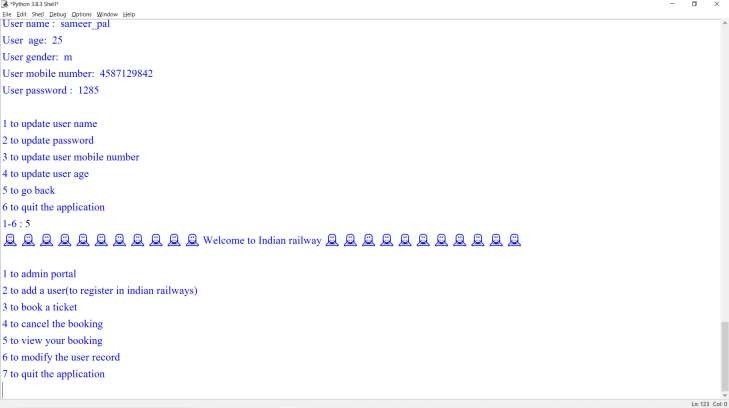 *Python 3.8.3 Shell*
File Edit Shell Debug Options Window Help
User name : sameer_pal
User age: 25
User gender: m
User mobile number: 4587129842
User password : 1285
1 to update user name
2 to update password
3 to update user mobile number
4 to update user age
5 to go back
6 to quit the application
1-6 : 5
Welcome to Indian railway
1 to admin portal
2 to add a user(to register in indian railways)
3 to book a ticket
4 to cancel the booking
5 to view your booking
6 to modify the user record
7 to quit the application
Ln: 123 Col: 0